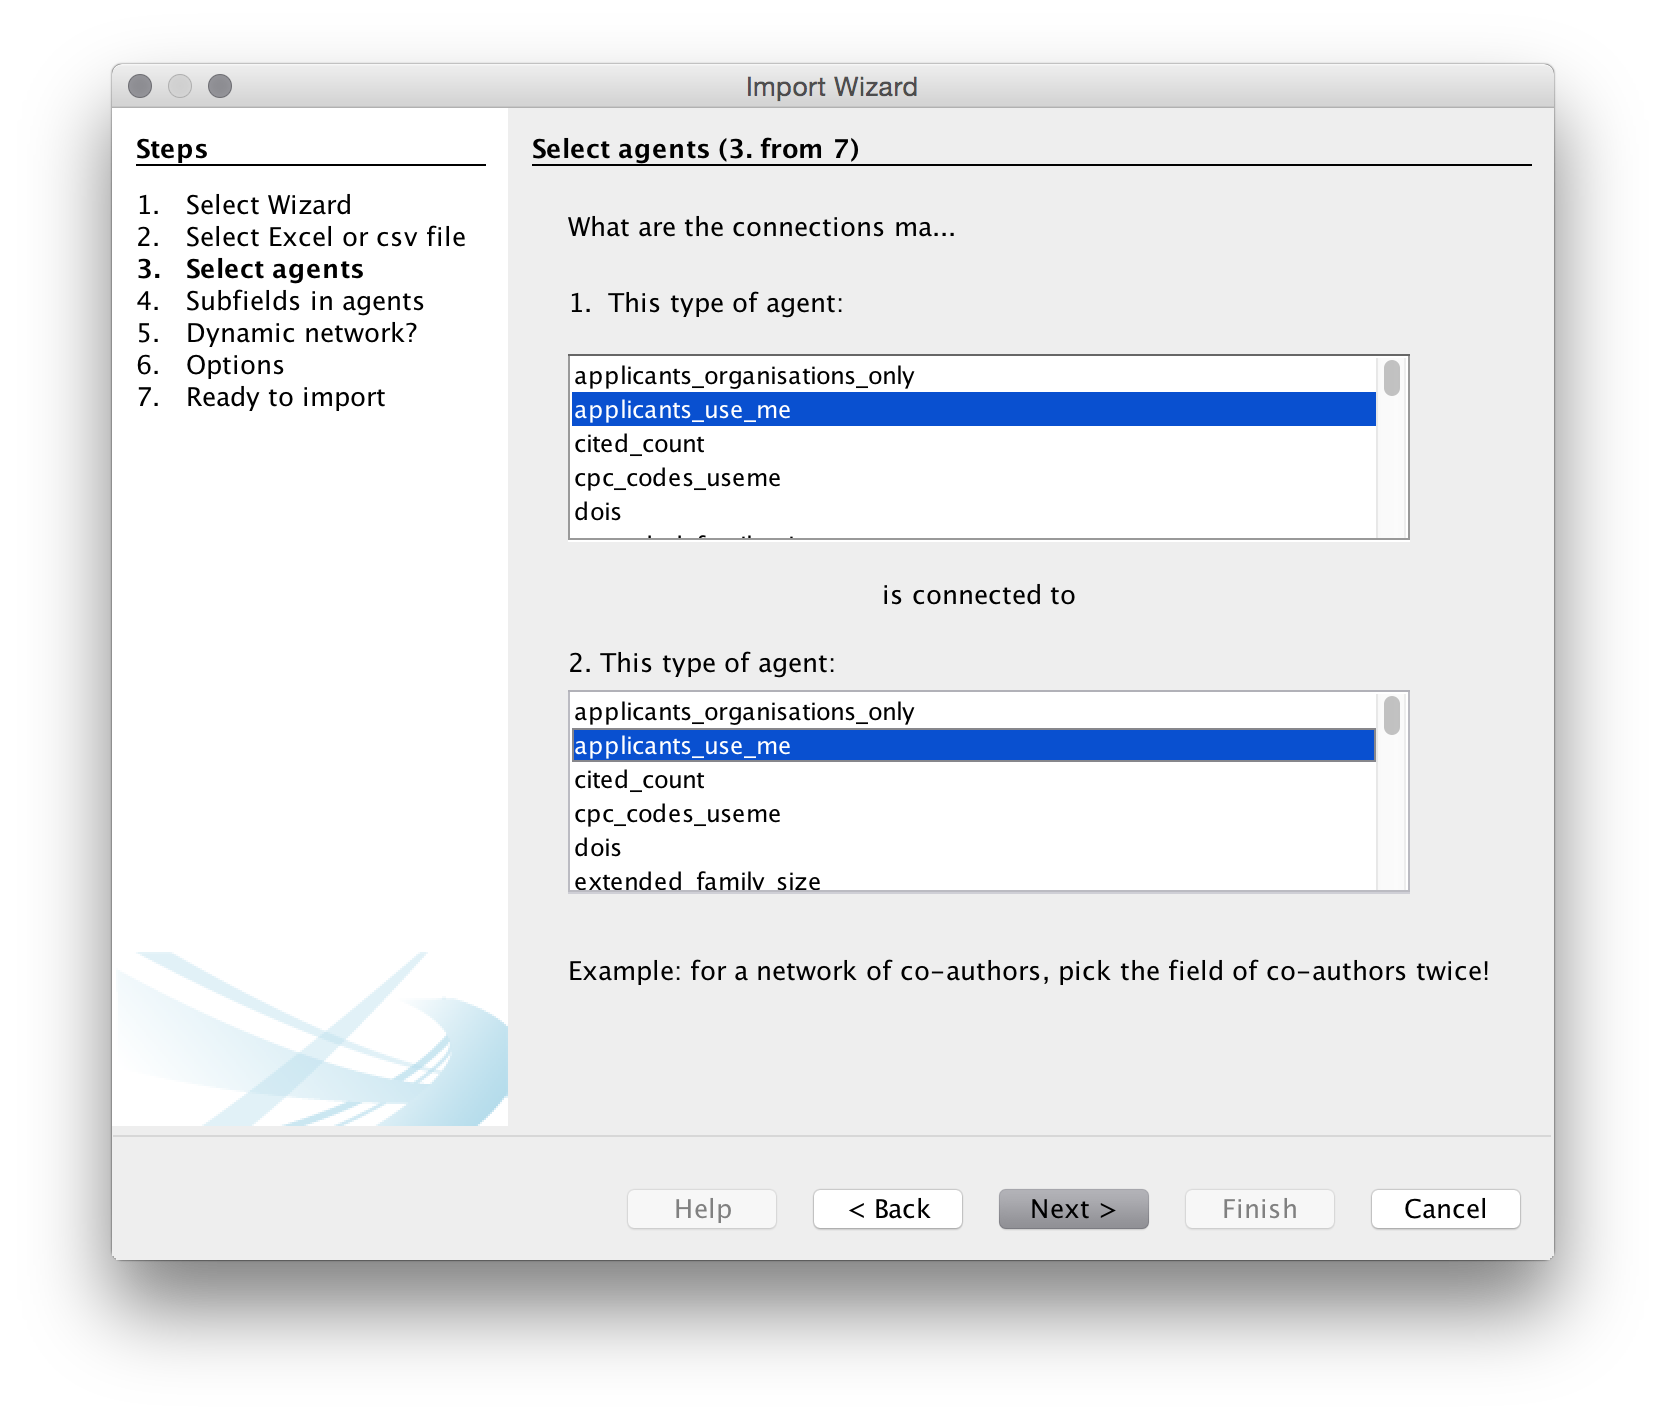 Import Wizard
Steps
1. Select Wizard
2. Select Excel or csv file
3. Select agents
4. Subfields in agents
5. Dynamic network?
6. Options
7. Ready to import
Select agents (3. from 7)
What are the connections ma...
1. This type of agent:
applicants_organisations_only
applicants_use_me
cited_count
cpc_codes_useme
dois
is connected to
2. This type of agent:
applicants_organisations_only
applicants_use_me
cited_count
cpc_codes_useme
dois
extended_family_size
Example: for a network of co-authors, pick the field of co-authors twice!
Help
< Back
Next >
Finish
Cancel